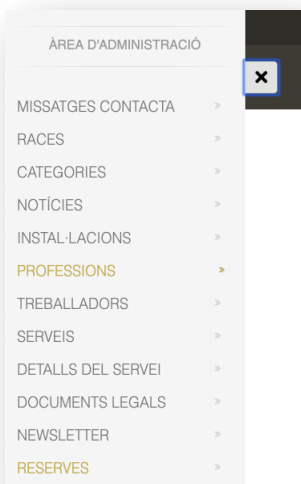 ÀREA D'ADMINISTRACIÓ
MISSATGES CONTACTA »
RACES »
CATEGORIES »
NOTÍCIES »
INSTAL·LACIONS »
PROFESSIONS »
TREBALLADORS »
SERVEIS »
DETALLS DEL SERVEI »
DOCUMENTS LEGALS »
NEWSLETTER »
RESERVES »